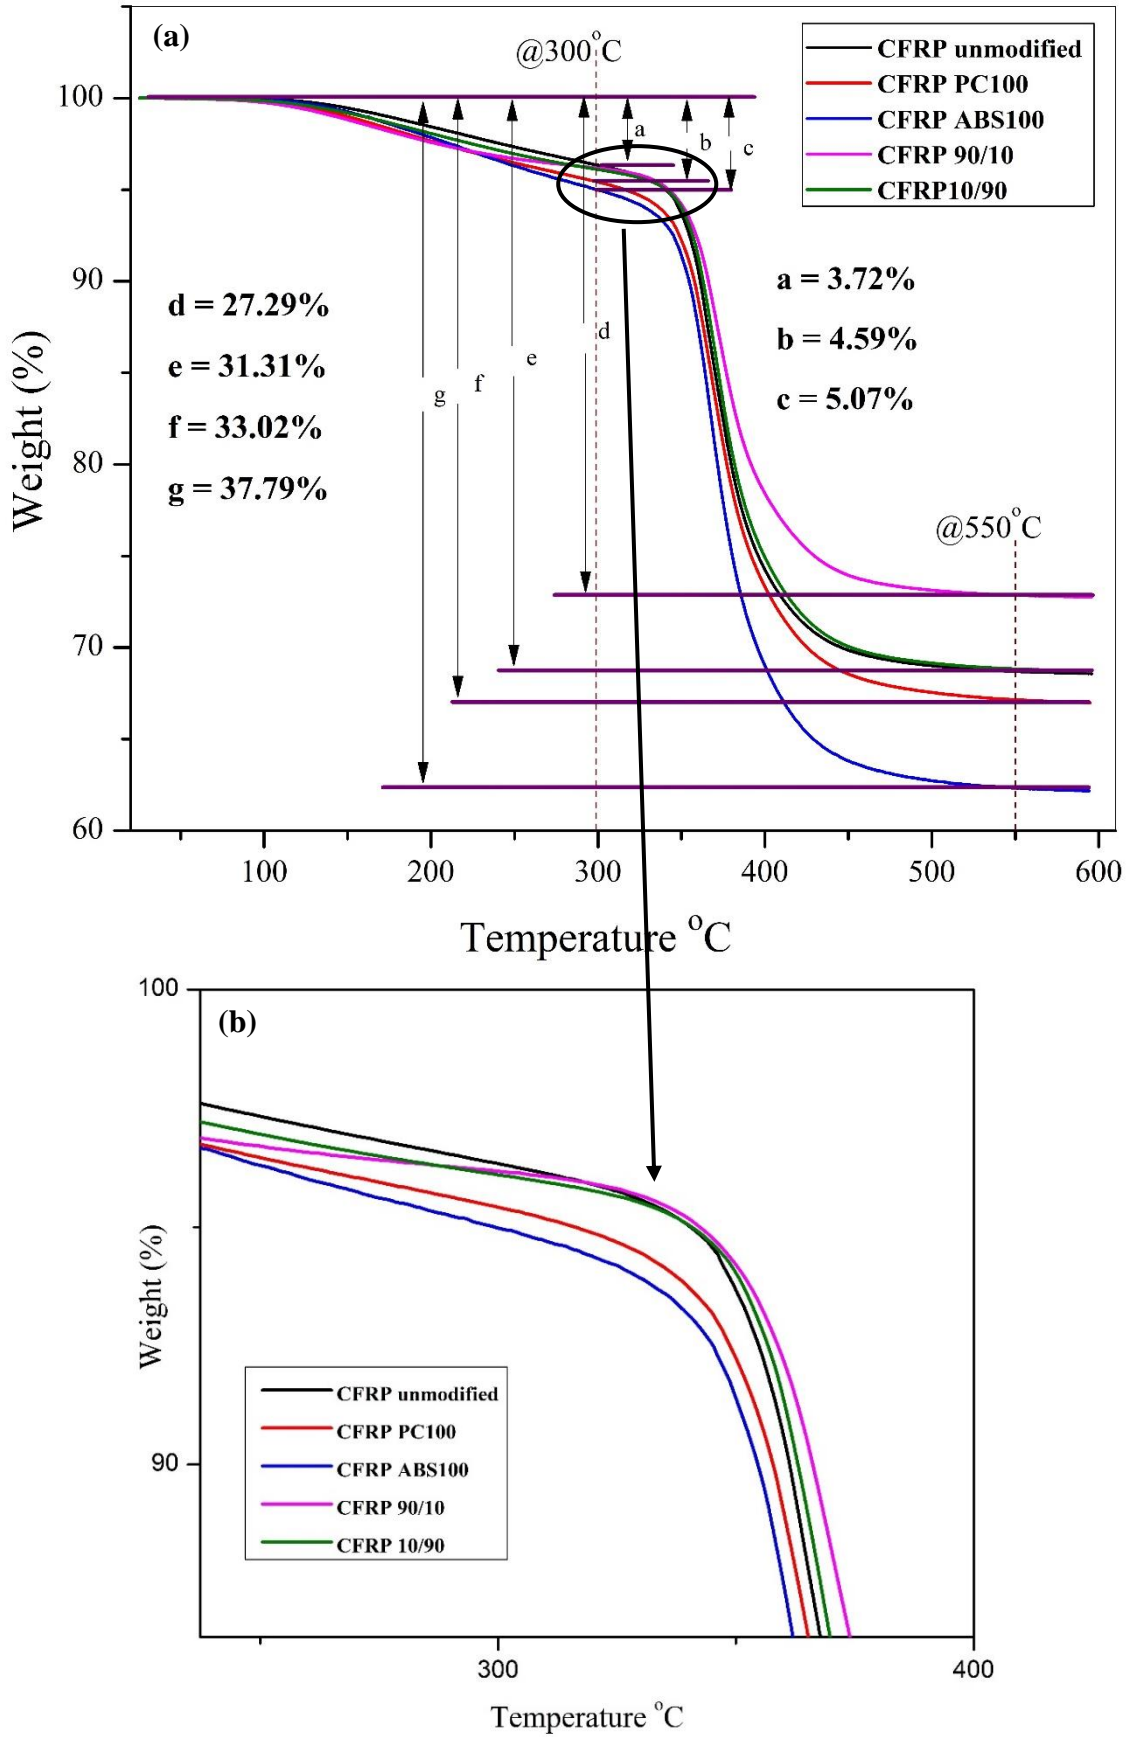 (a)
@300°C
CFRP unmodified
CFRP PC100
CFRP ABS100
CFRP 90/10
CFRP10/90
100
90
80
70
60
Weight (%)
a
b
c
d
e
f
g
a = 3.72%
b = 4.59%
c = 5.07%
d = 27.29%
e = 31.31%
f = 33.02%
g = 37.79%
@550°C
100
200
300
400
500
600
Temperature °C
(b)
100
90
Weight (%)
CFRP unmodified
CFRP PC100
CFRP ABS100
CFRP 90/10
CFRP 10/90
300
400
Temperature °C